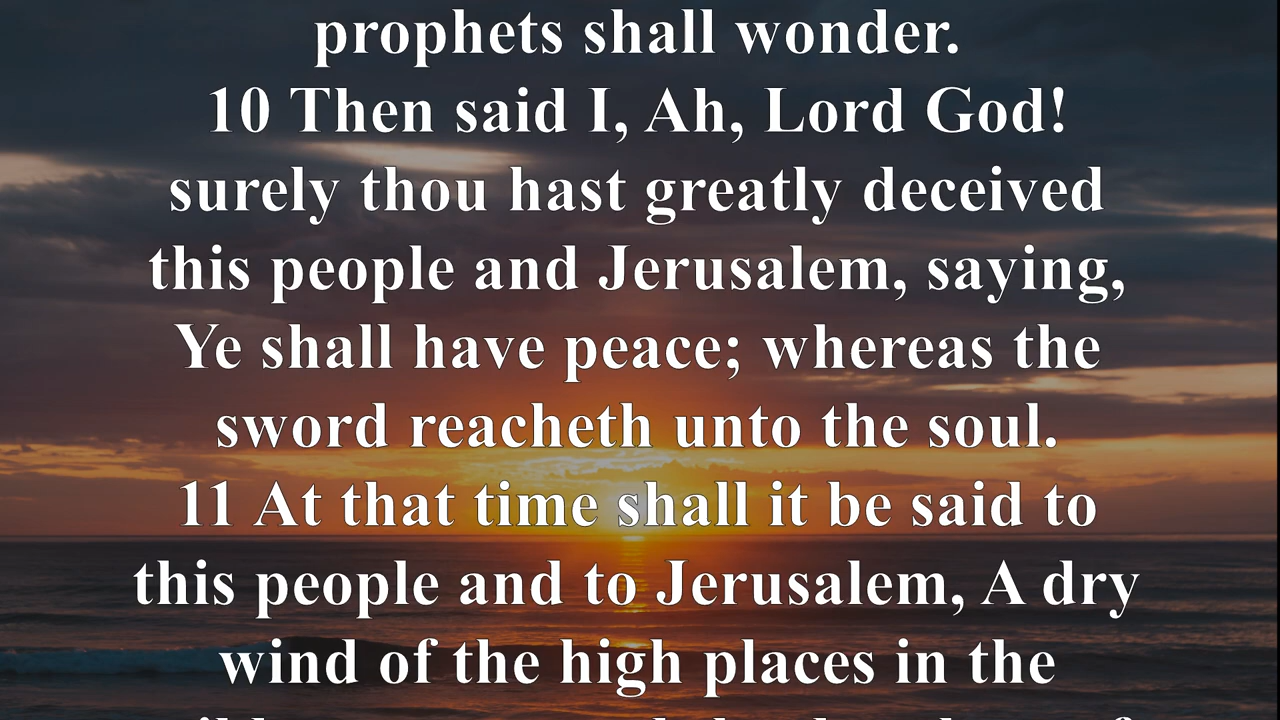 prophets shall wonder.
10 Then said I, Ah, Lord God!
surely thou hast greatly deceived
this people and Jerusalem, saying,
Ye shall have peace; whereas the
sword reacheth unto the soul.
11 At that time shall it be said to
this people and to Jerusalem, A dry
wind of the high places in the